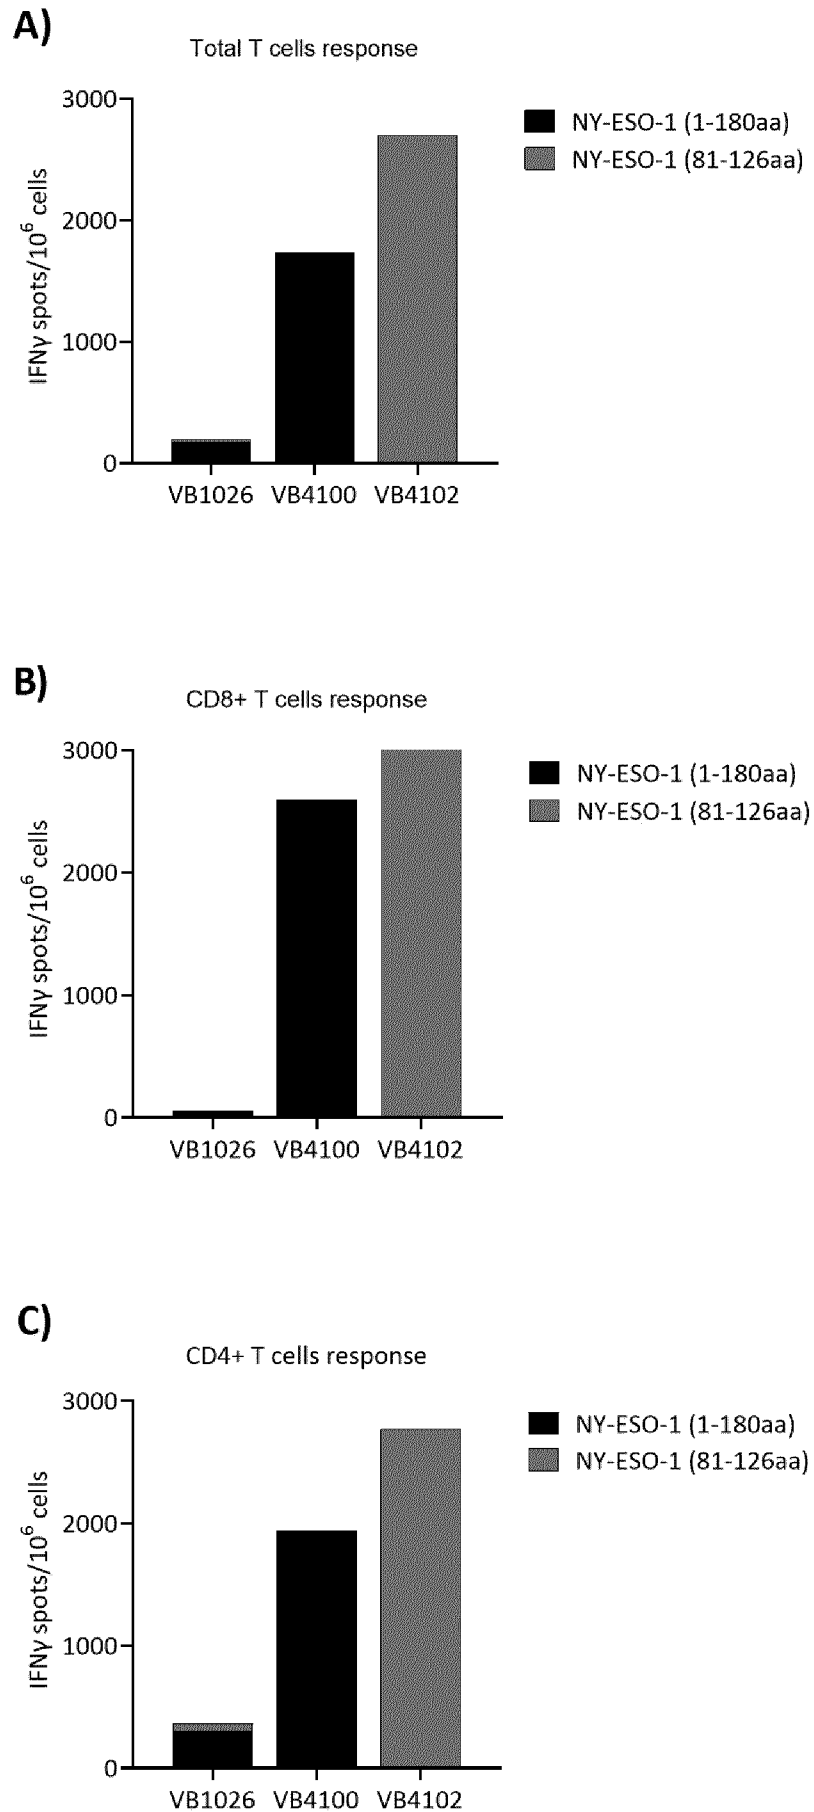 A)
Total T cells response
3000
2000
1000
0
IFNγ spots/10⁶ cells
VB1026 VB4100 VB4102
NY-ESO-1 (1-180aa)
NY-ESO-1 (81-126aa)
B)
CD8+ T cells response
3000
2000
1000
0
IFNγ spots/10⁶ cells
VB1026 VB4100 VB4102
NY-ESO-1 (1-180aa)
NY-ESO-1 (81-126aa)
C)
CD4+ T cells response
3000
2000
1000
0
IFNγ spots/10⁶ cells
VB1026 VB4100 VB4102
NY-ESO-1 (1-180aa)
NY-ESO-1 (81-126aa)